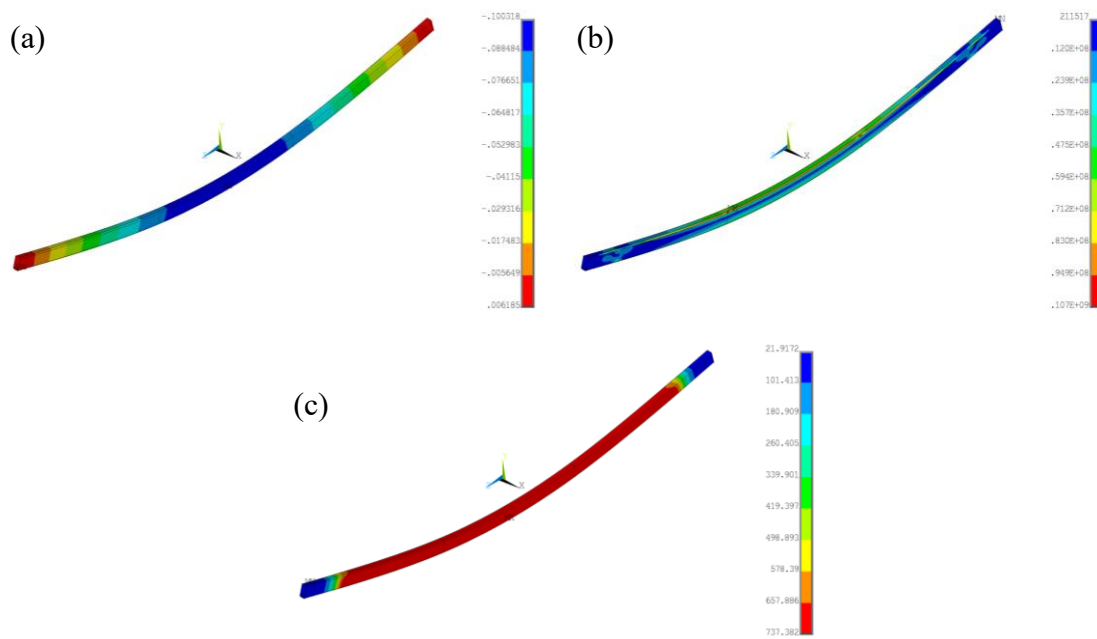 (a)
-.100318
-.088484
-.076651
-.064817
-.052983
-.04115
-.029316
-.017483
-.005649
.006185
(b)
211517
.120E+08
.239E+08
.357E+08
.475E+08
.594E+08
.712E+08
.830E+08
.949E+08
.107E+09
(c)
21.9172
101.413
180.909
260.405
339.901
419.397
498.893
578.39
657.886
737.382
X
X
X